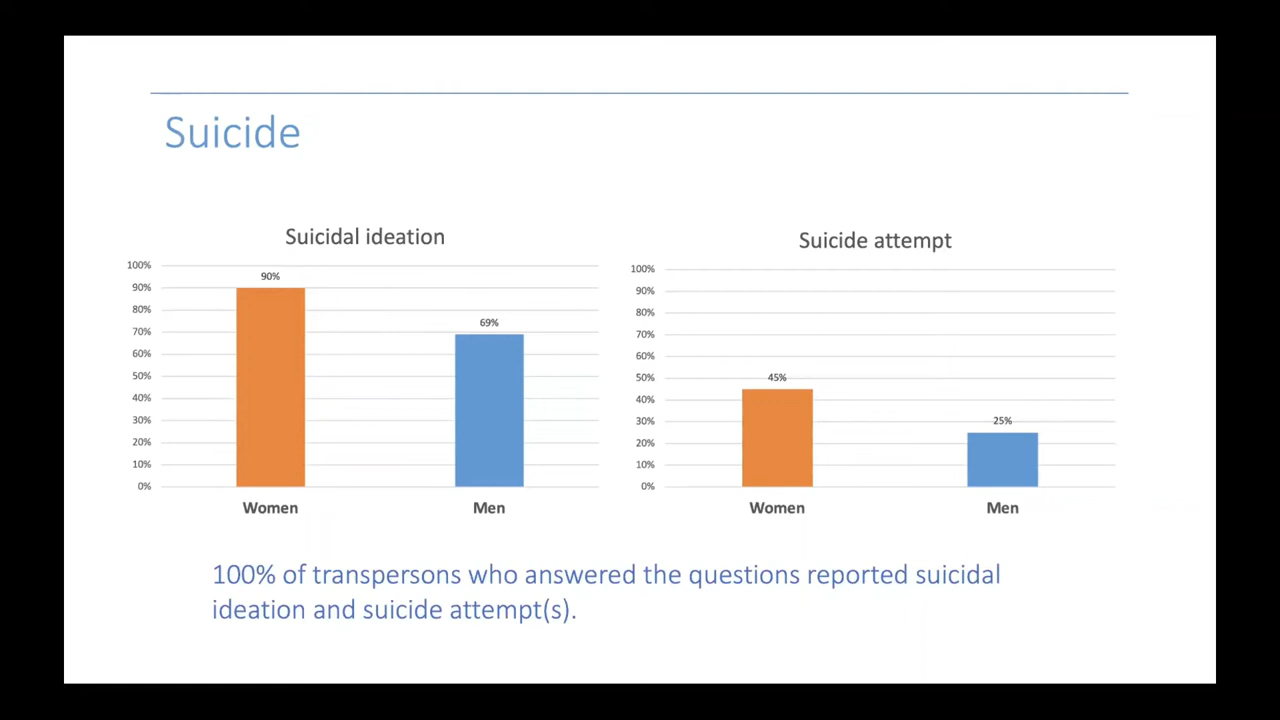 Suicide
Suicidal ideation
100%
90%
80%
70%
60%
50%
40%
30%
20%
10%
0%
90%
69%
Women
Men
Suicide attempt
100%
90%
80%
70%
60%
50%
40%
30%
20%
10%
0%
45%
25%
Women
Men
100% of transpersons who answered the questions reported suicidal
ideation and suicide attempt(s).